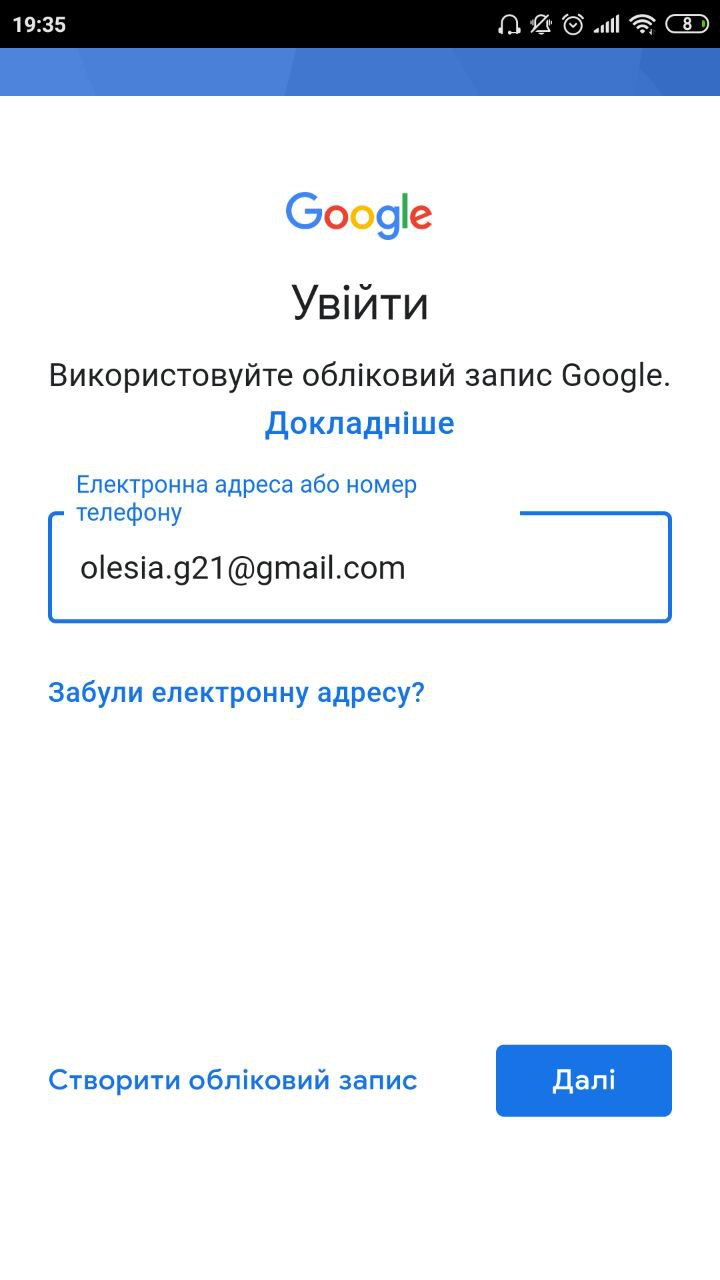 19:35
8
Google
Увійти
Використовуйте обліковий запис Google.
Докладніше
Електронна адреса або номер
телефону
olesia.g21@gmail.com
Забули електронну адресу?
Створити обліковий запис
Далі